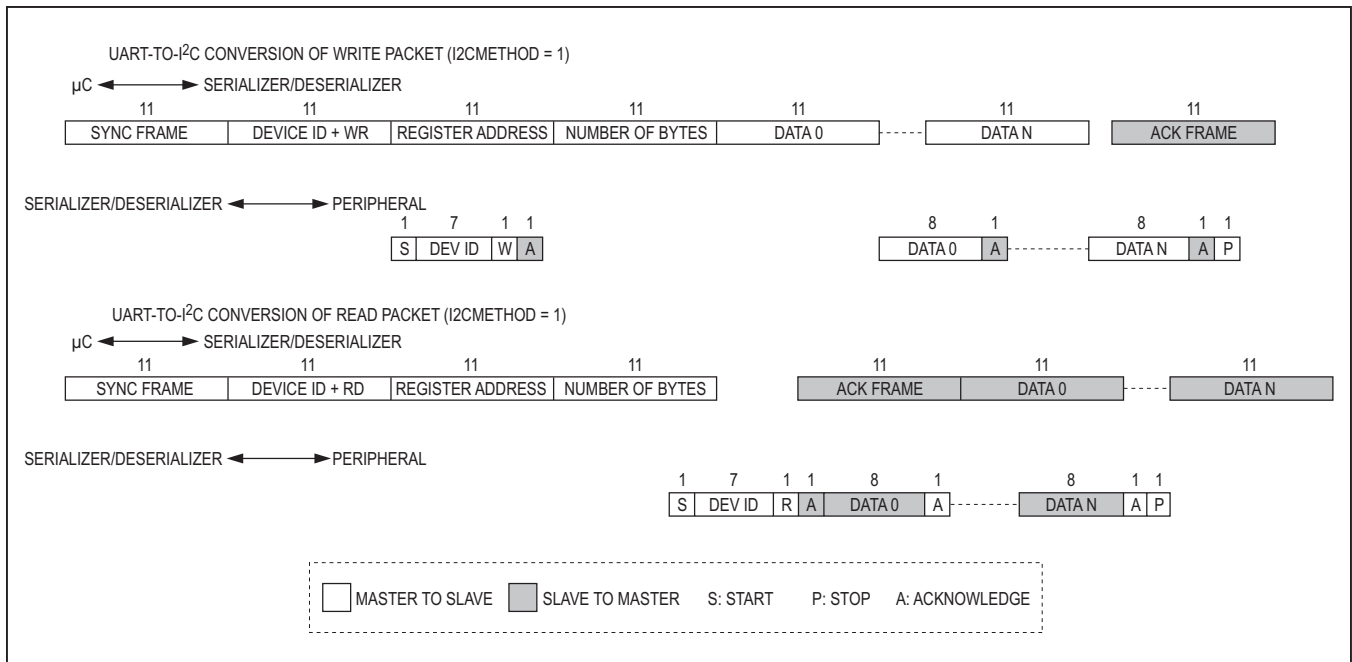 UART-TO-I2C CONVERSION OF WRITE PACKET (I2CMETHOD = 1)
µC SERIALIZER/DESERIALIZER
11 11 11 11 11 11 11
SYNC FRAME DEVICE ID + WR REGISTER ADDRESS NUMBER OF BYTES DATA 0 DATA N ACK FRAME
SERIALIZER/DESERIALIZER PERIPHERAL
1 7 1 1 8 1 8 1 1
S DEV ID W A DATA 0 A DATA N A P
UART-TO-I2C CONVERSION OF READ PACKET (I2CMETHOD = 1)
µC SERIALIZER/DESERIALIZER
11 11 11 11 11 11 11
SYNC FRAME DEVICE ID + RD REGISTER ADDRESS NUMBER OF BYTES ACK FRAME DATA 0 DATA N
SERIALIZER/DESERIALIZER PERIPHERAL
1 7 1 1 8 1 8 1 1
S DEV ID R A DATA 0 A DATA N A P
MASTER TO SLAVE SLAVE TO MASTER S: START P: STOP A: ACKNOWLEDGE